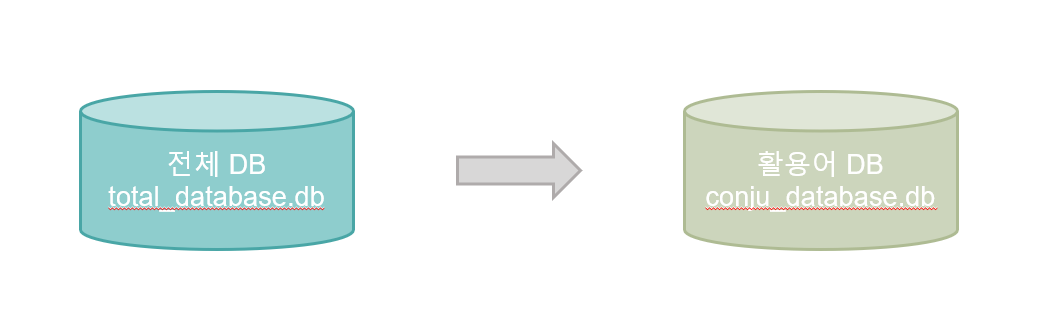 전체 DB
total_database.db
활용어 DB
conju_database.db